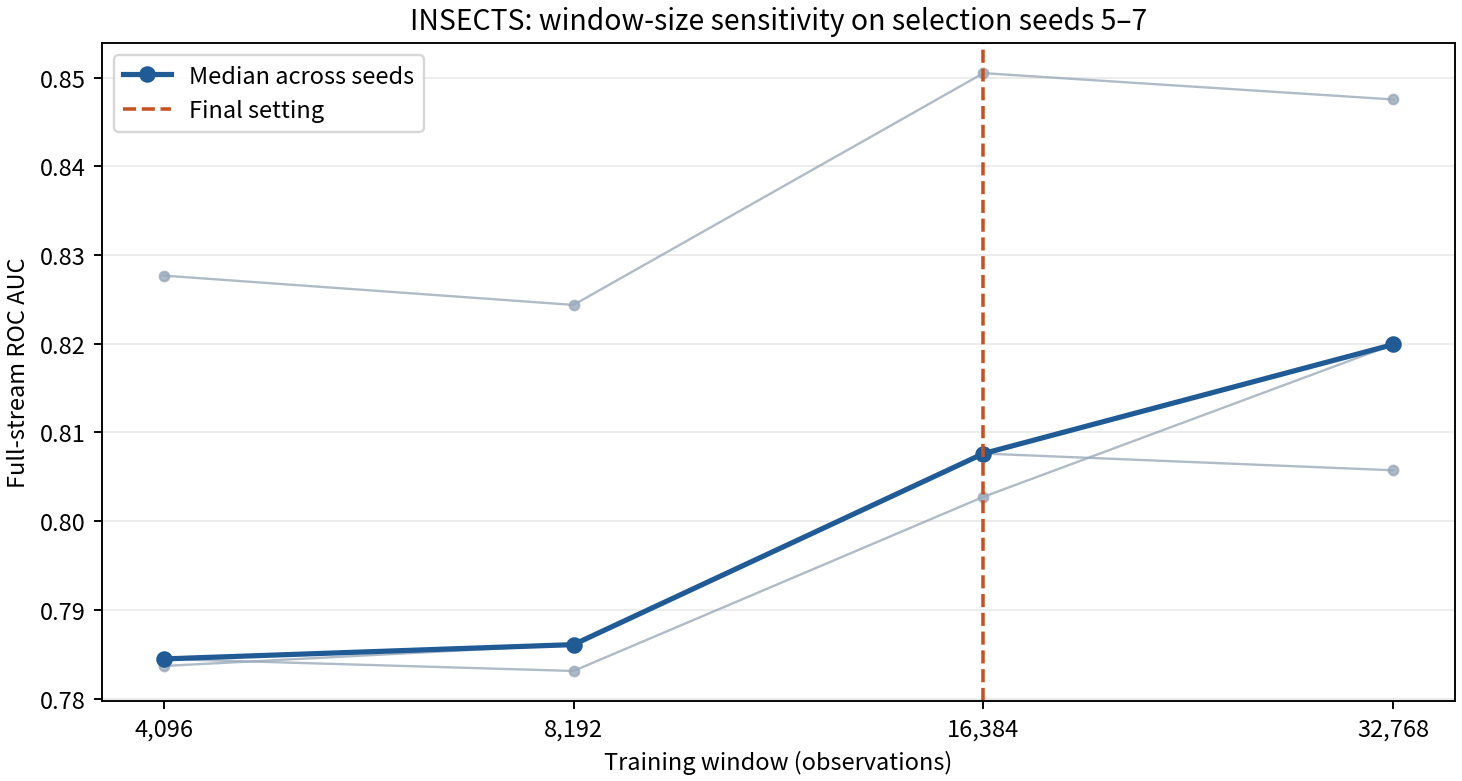 INSECTS: window-size sensitivity on selection seeds 5–7
Median across seeds
Final setting
Full-stream ROC AUC
0.85
0.84
0.83
0.82
0.81
0.80
0.79
0.78
4,096
8,192
16,384
32,768
Training window (observations)